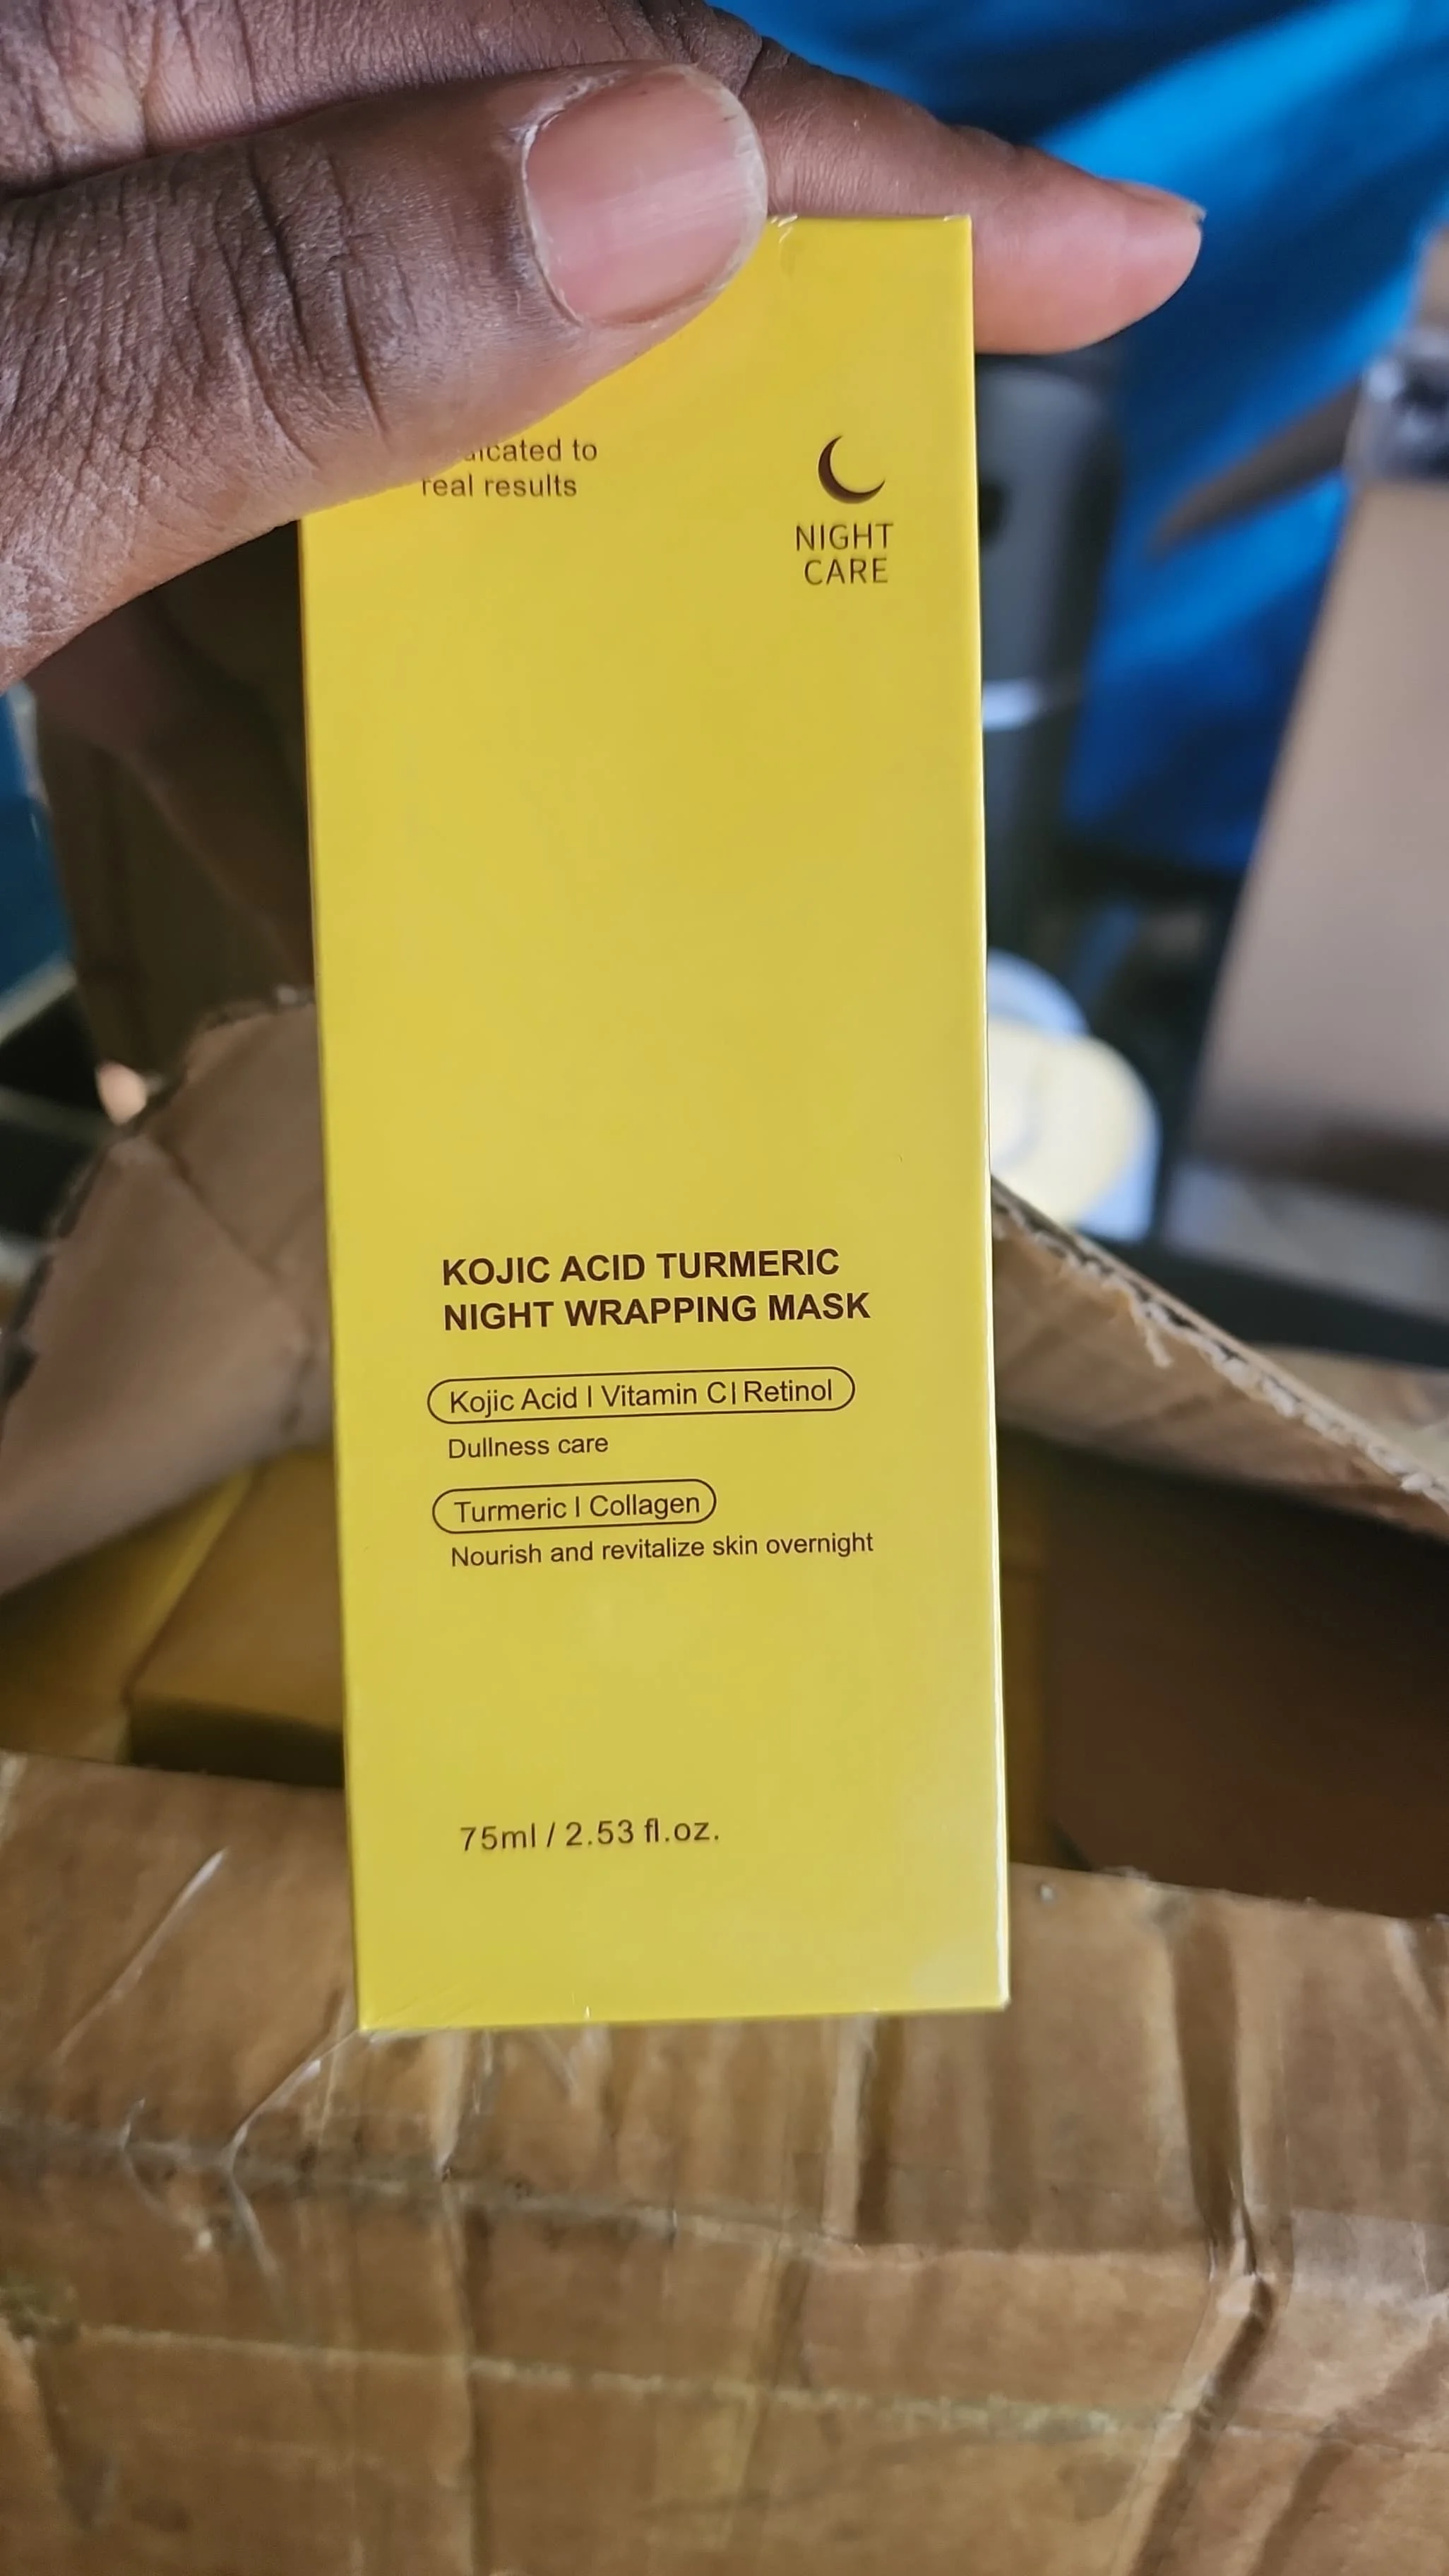 to
real results
NIGHT
CARE
KOJIC ACID TURMERIC
NIGHT WRAPPING MASK
Kojic Acid | Vitamin C | Retinol
Dullness care
Turmeric | Collagen
Nourish and revitalize skin overnight
75ml / 2.53 fl.oz.